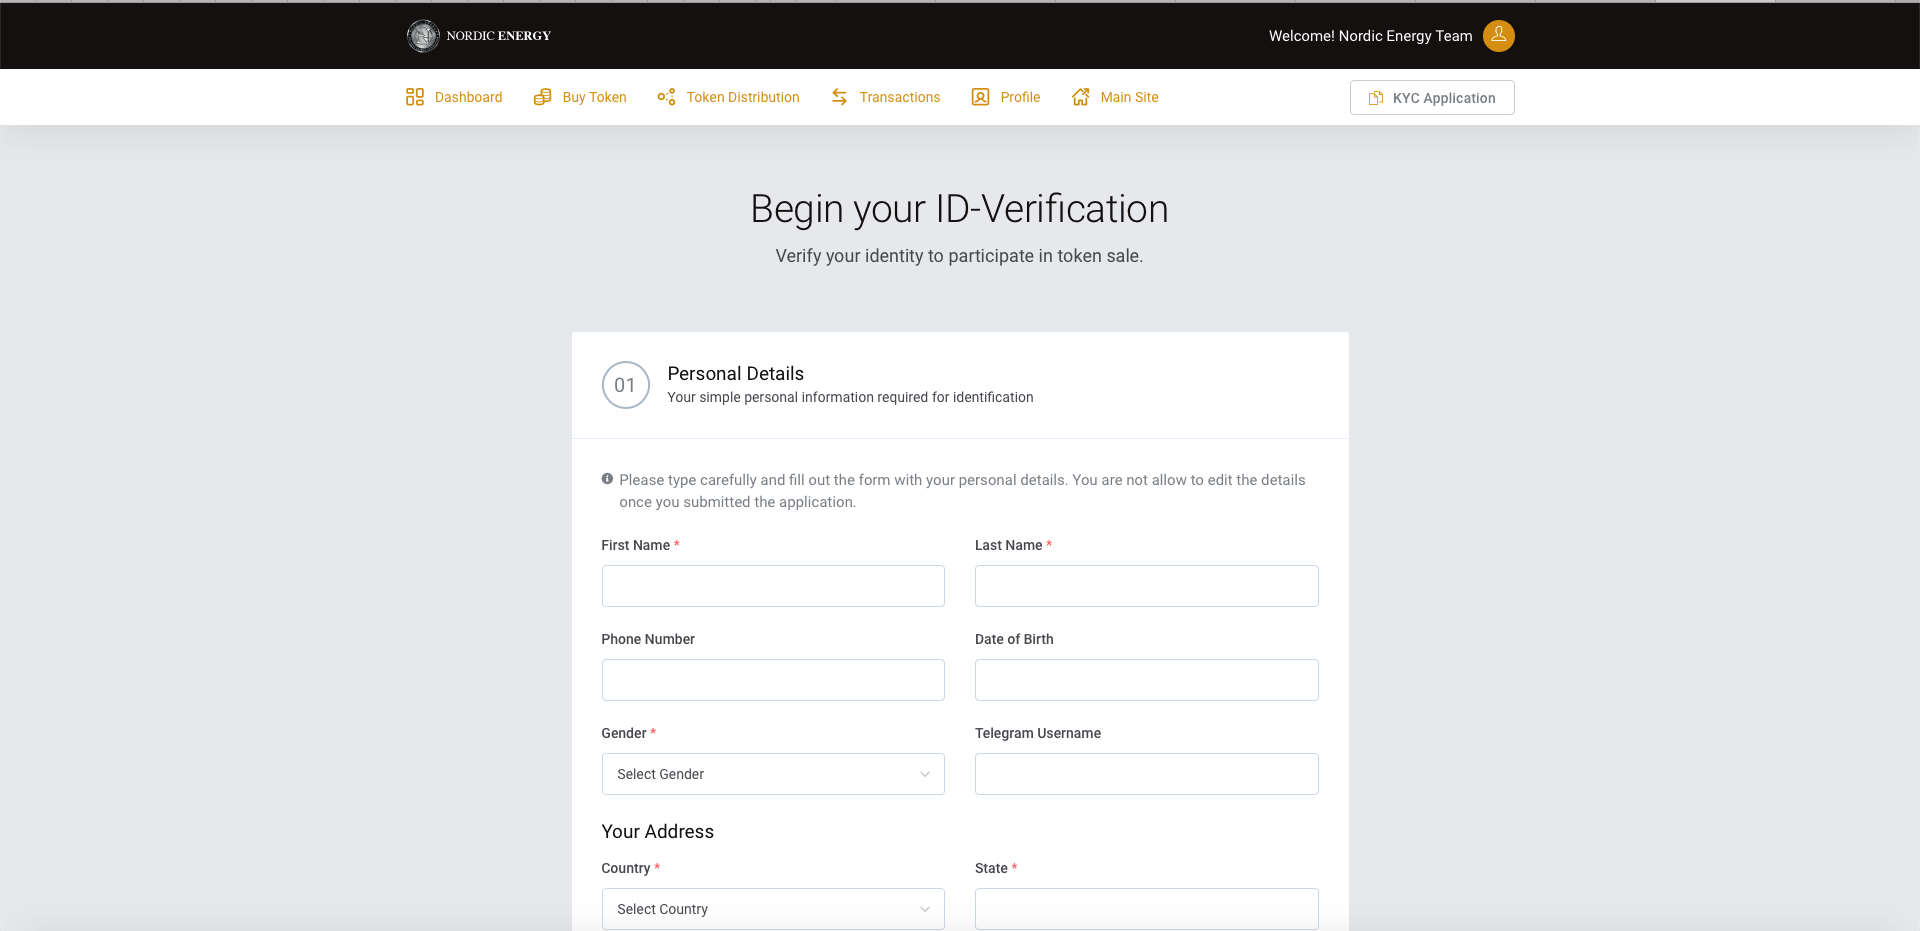 NORDIC ENERGY
Welcome! Nordic Energy Team
Dashboard
Buy Token
Token Distribution
Transactions
Profile
Main Site
KYC Application
Begin your ID-Verification
Verify your identity to participate in token sale.
01
Personal Details
Your simple personal information required for identification
Please type carefully and fill out the form with your personal details. You are not allow to edit the details
once you submitted the application.
First Name *
Last Name *
Phone Number
Date of Birth
Gender *
Telegram Username
Select Gender
Your Address
Country *
State *
Select Country